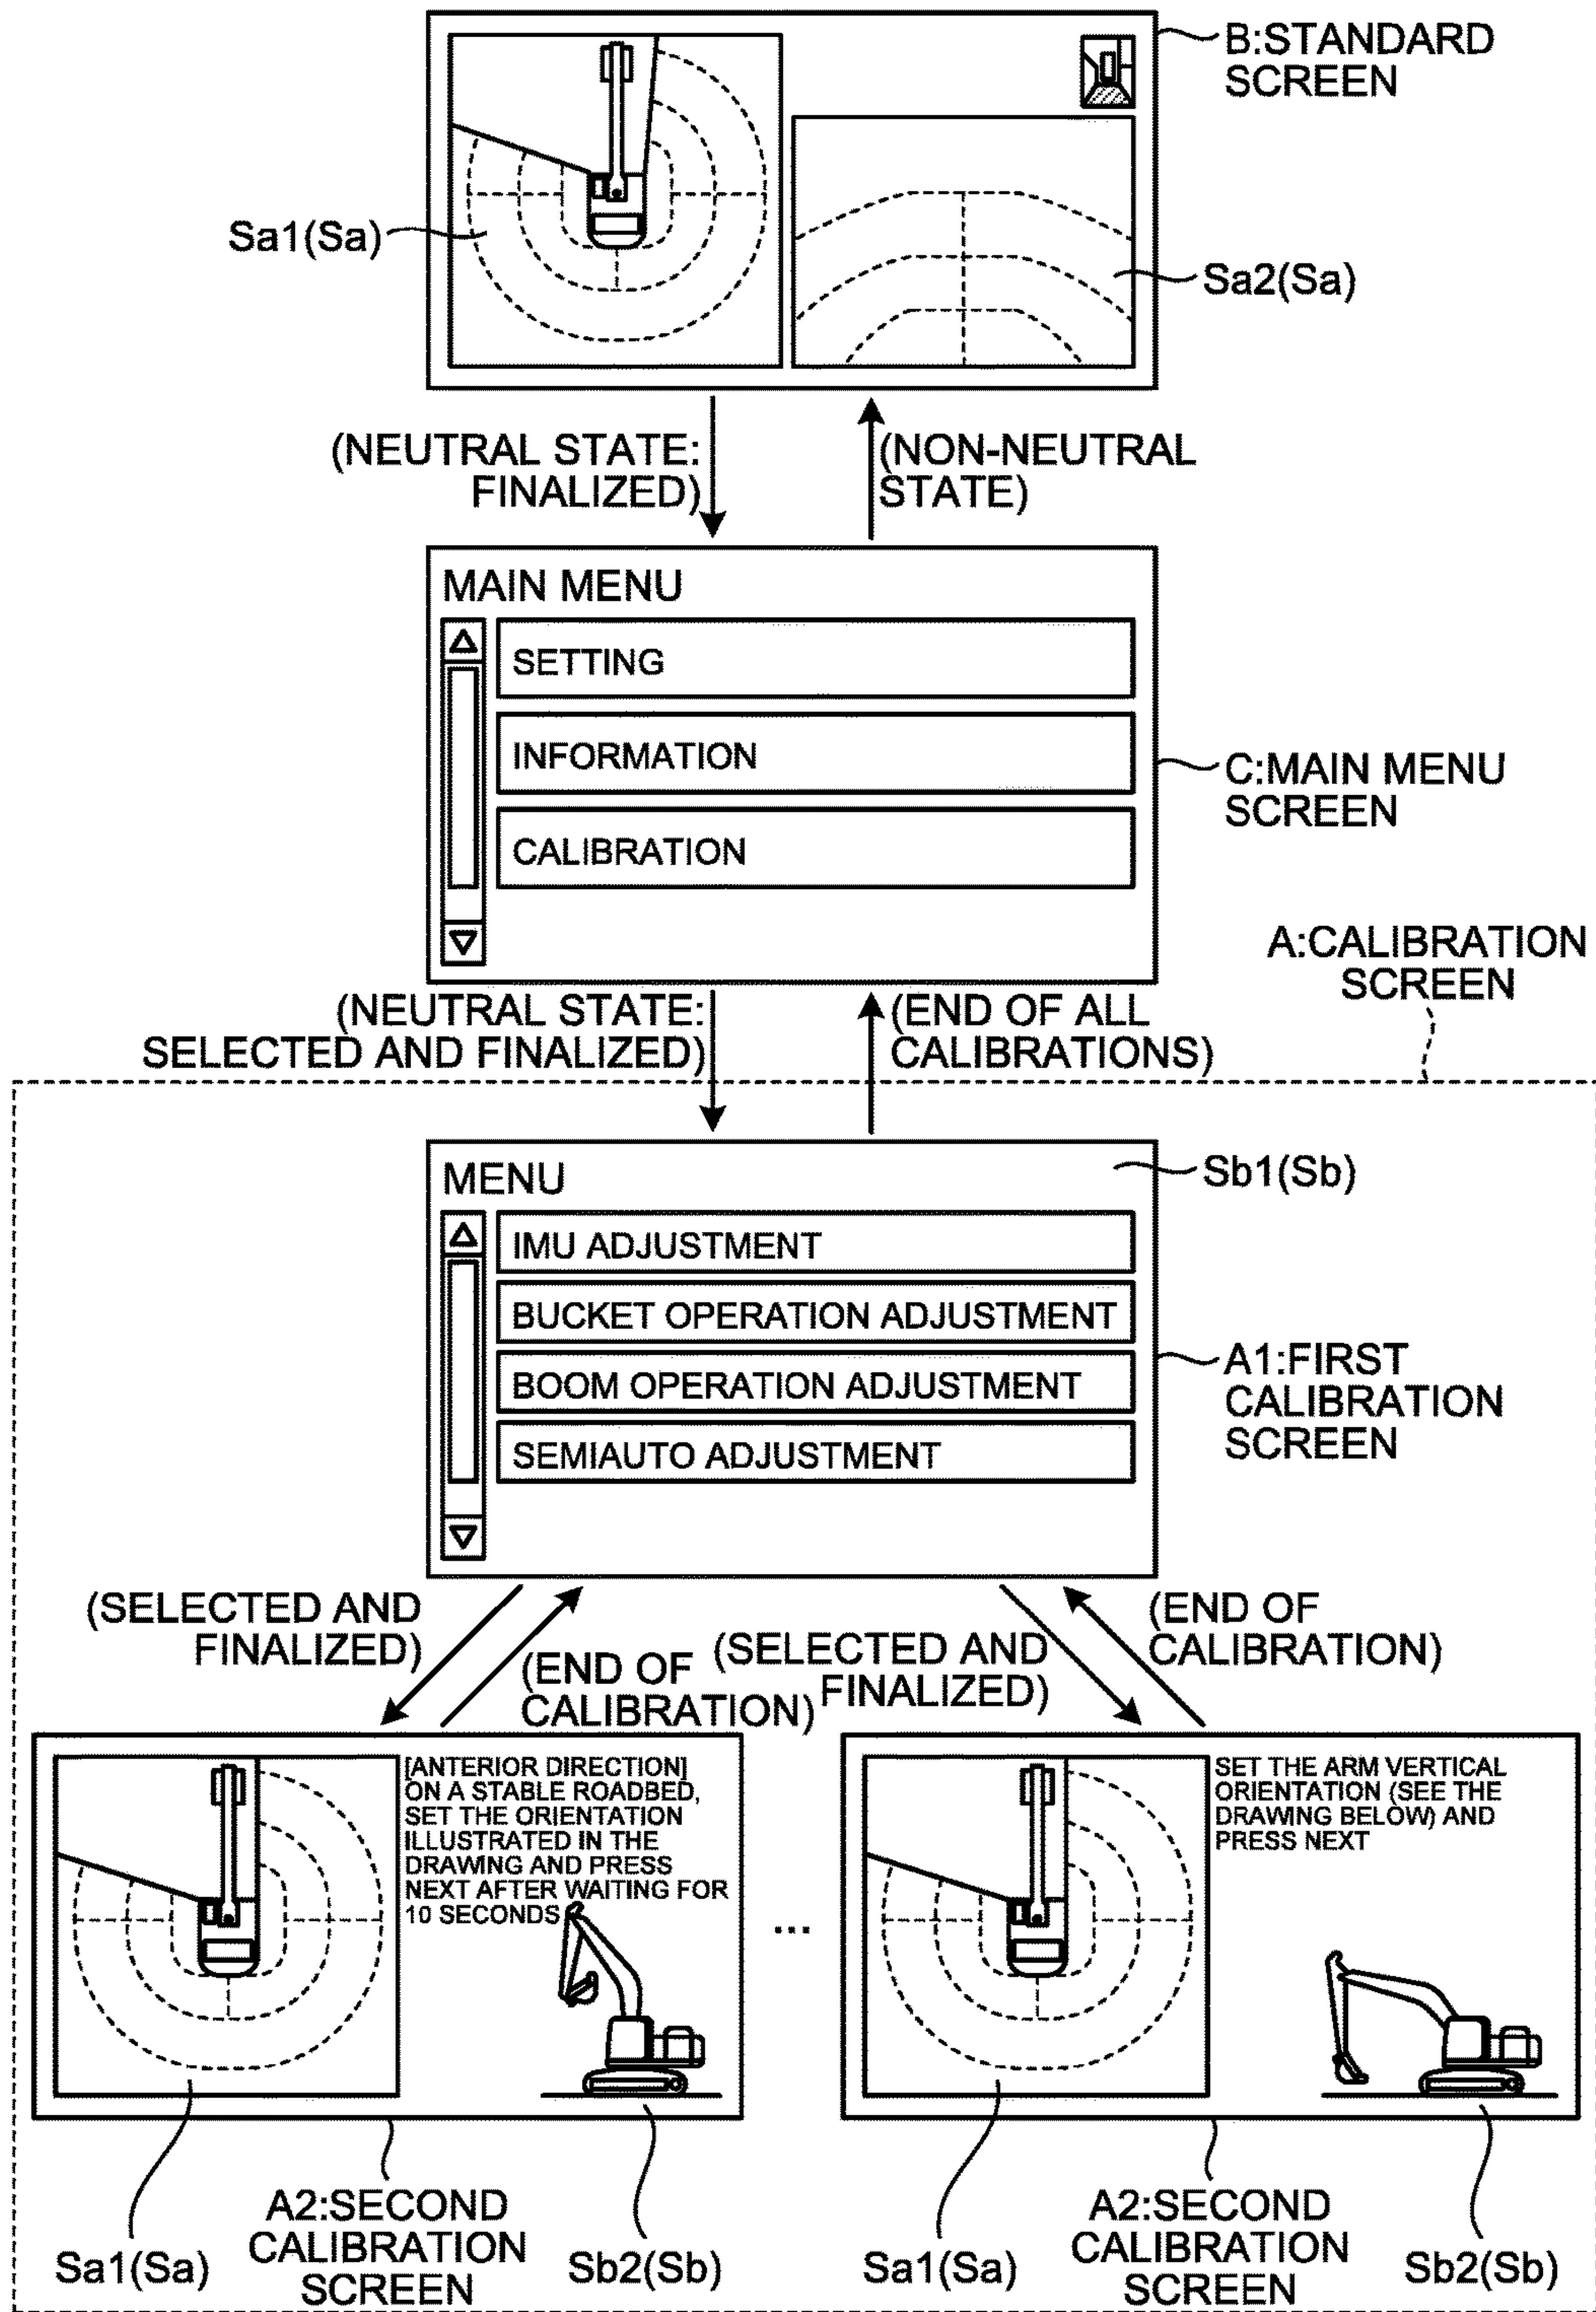 B:STANDARD
SCREEN
Sa1(Sa)
Sa2(Sa)
(NEUTRAL STATE:
FINALIZED)
(NON-NEUTRAL
STATE)
MAIN MENU
SETTING
INFORMATION
CALIBRATION
C:MAIN MENU
SCREEN
A:CALIBRATION
SCREEN
(NEUTRAL STATE:
SELECTED AND FINALIZED)
(END OF ALL
CALIBRATIONS)
MENU
Sb1(Sb)
IMU ADJUSTMENT
BUCKET OPERATION ADJUSTMENT
BOOM OPERATION ADJUSTMENT
SEMIAUTO ADJUSTMENT
A1:FIRST
CALIBRATION
SCREEN
(SELECTED AND
FINALIZED)
(END OF
CALIBRATION)
(SELECTED AND
FINALIZED)
(END OF
CALIBRATION)
[ANTERIOR DIRECTION]
ON A STABLE ROADBED,
SET THE ORIENTATION
ILLUSTRATED IN THE
DRAWING AND PRESS
NEXT AFTER WAITING FOR
10 SECONDS
...
SET THE ARM VERTICAL
ORIENTATION (SEE THE
DRAWING BELOW) AND
PRESS NEXT
Sa1(Sa)
A2:SECOND
CALIBRATION
SCREEN
Sb2(Sb)
Sa1(Sa)
A2:SECOND
CALIBRATION
SCREEN
Sb2(Sb)